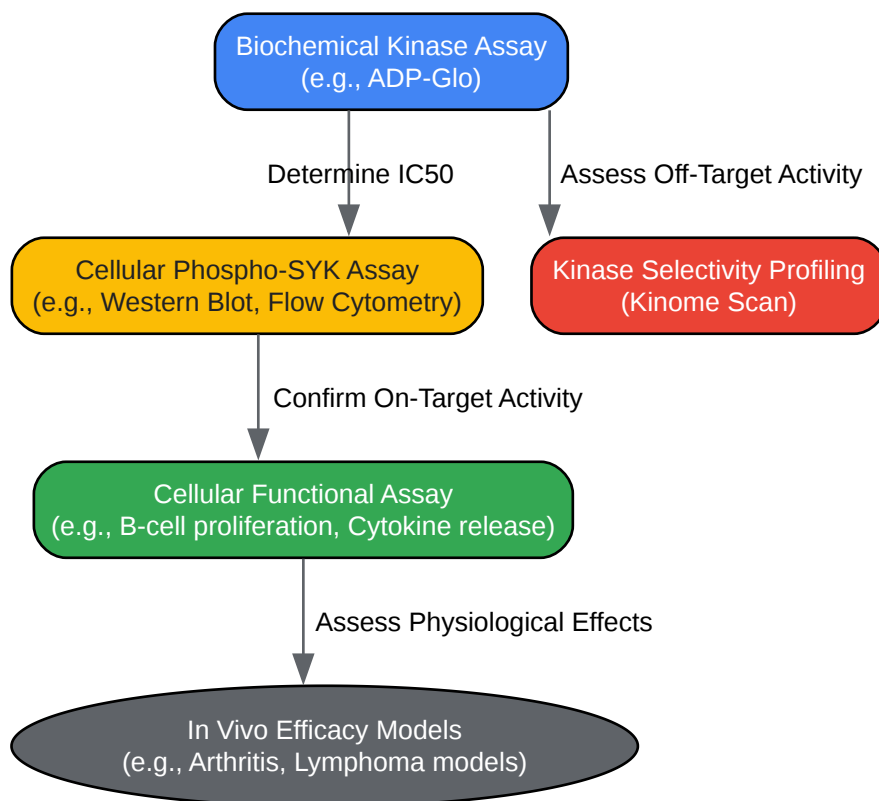 Biochemical Kinase Assay
(e.g., ADP-Glo)
Determine IC50
Assess Off-Target Activity
Cellular Phospho-SYK Assay
(e.g., Western Blot, Flow Cytometry)
Kinase Selectivity Profiling
(Kinome Scan)
Confirm On-Target Activity
Cellular Functional Assay
(e.g., B-cell proliferation, Cytokine release)
Assess Physiological Effects
In Vivo Efficacy Models
(e.g., Arthritis, Lymphoma models)